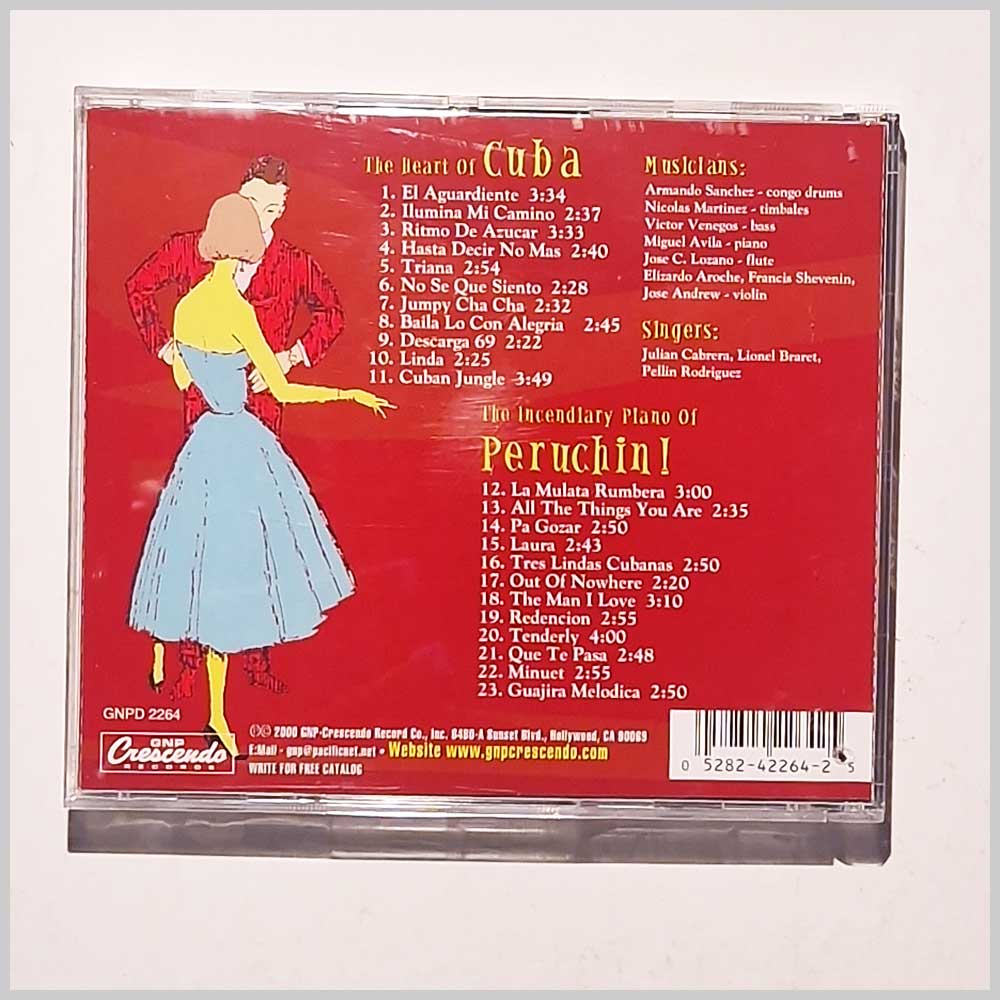 The Heart Of Cuba
1. El Aguardiente 3:34
2. Ilumina Mi Camino 2:37
3. Ritmo De Azucar 3:33
4. Hasta Decir No Mas 2:40
5. Triana 2:54
6. No Se Que Siento 2:28
7. Jumpy Cha Cha 2:32
8. Baila Lo Con Alegria 2:45
9. Descarga 69 2:22
10. Linda 2:25
11. Cuban Jungle 3:49
Musicians:
Armando Sanchez - congo drums
Nicolas Martinez - timbales
Victor Venegos - bass
Miguel Avila - piano
Jose C. Lozano - flute
Elizardo Aroche, Francis Shevenin,
Jose Andrew - violin
Singers:
Julian Cabrera, Lionel Braret,
Pellin Rodriguez
The Incendiary Piano Of
Peruchin!
12. La Mulata Rumbera 3:00
13. All The Things You Are 2:35
14. Pa Gozar 2:50
15. Laura 2:43
16. Tres Lindas Cubanas 2:50
17. Out Of Nowhere 2:20
18. The Man I Love 3:10
19. Redencion 2:55
20. Tenderly 4:00
21. Que Te Pasa 2:48
22. Minuet 2:55
23. Guajira Melodica 2:50
GNPD 2264
GNP
Crescendo
RECORDS
℗© 2000 GNP-Crescendo Record Co., Inc. 8480-A Sunset Blvd., Hollywood, CA 90069
E:Mail - gnp@pacificnet.net • Website www.gnpcrescendo.com
WRITE FOR FREE CATALOG
0 52824-2264-2 5